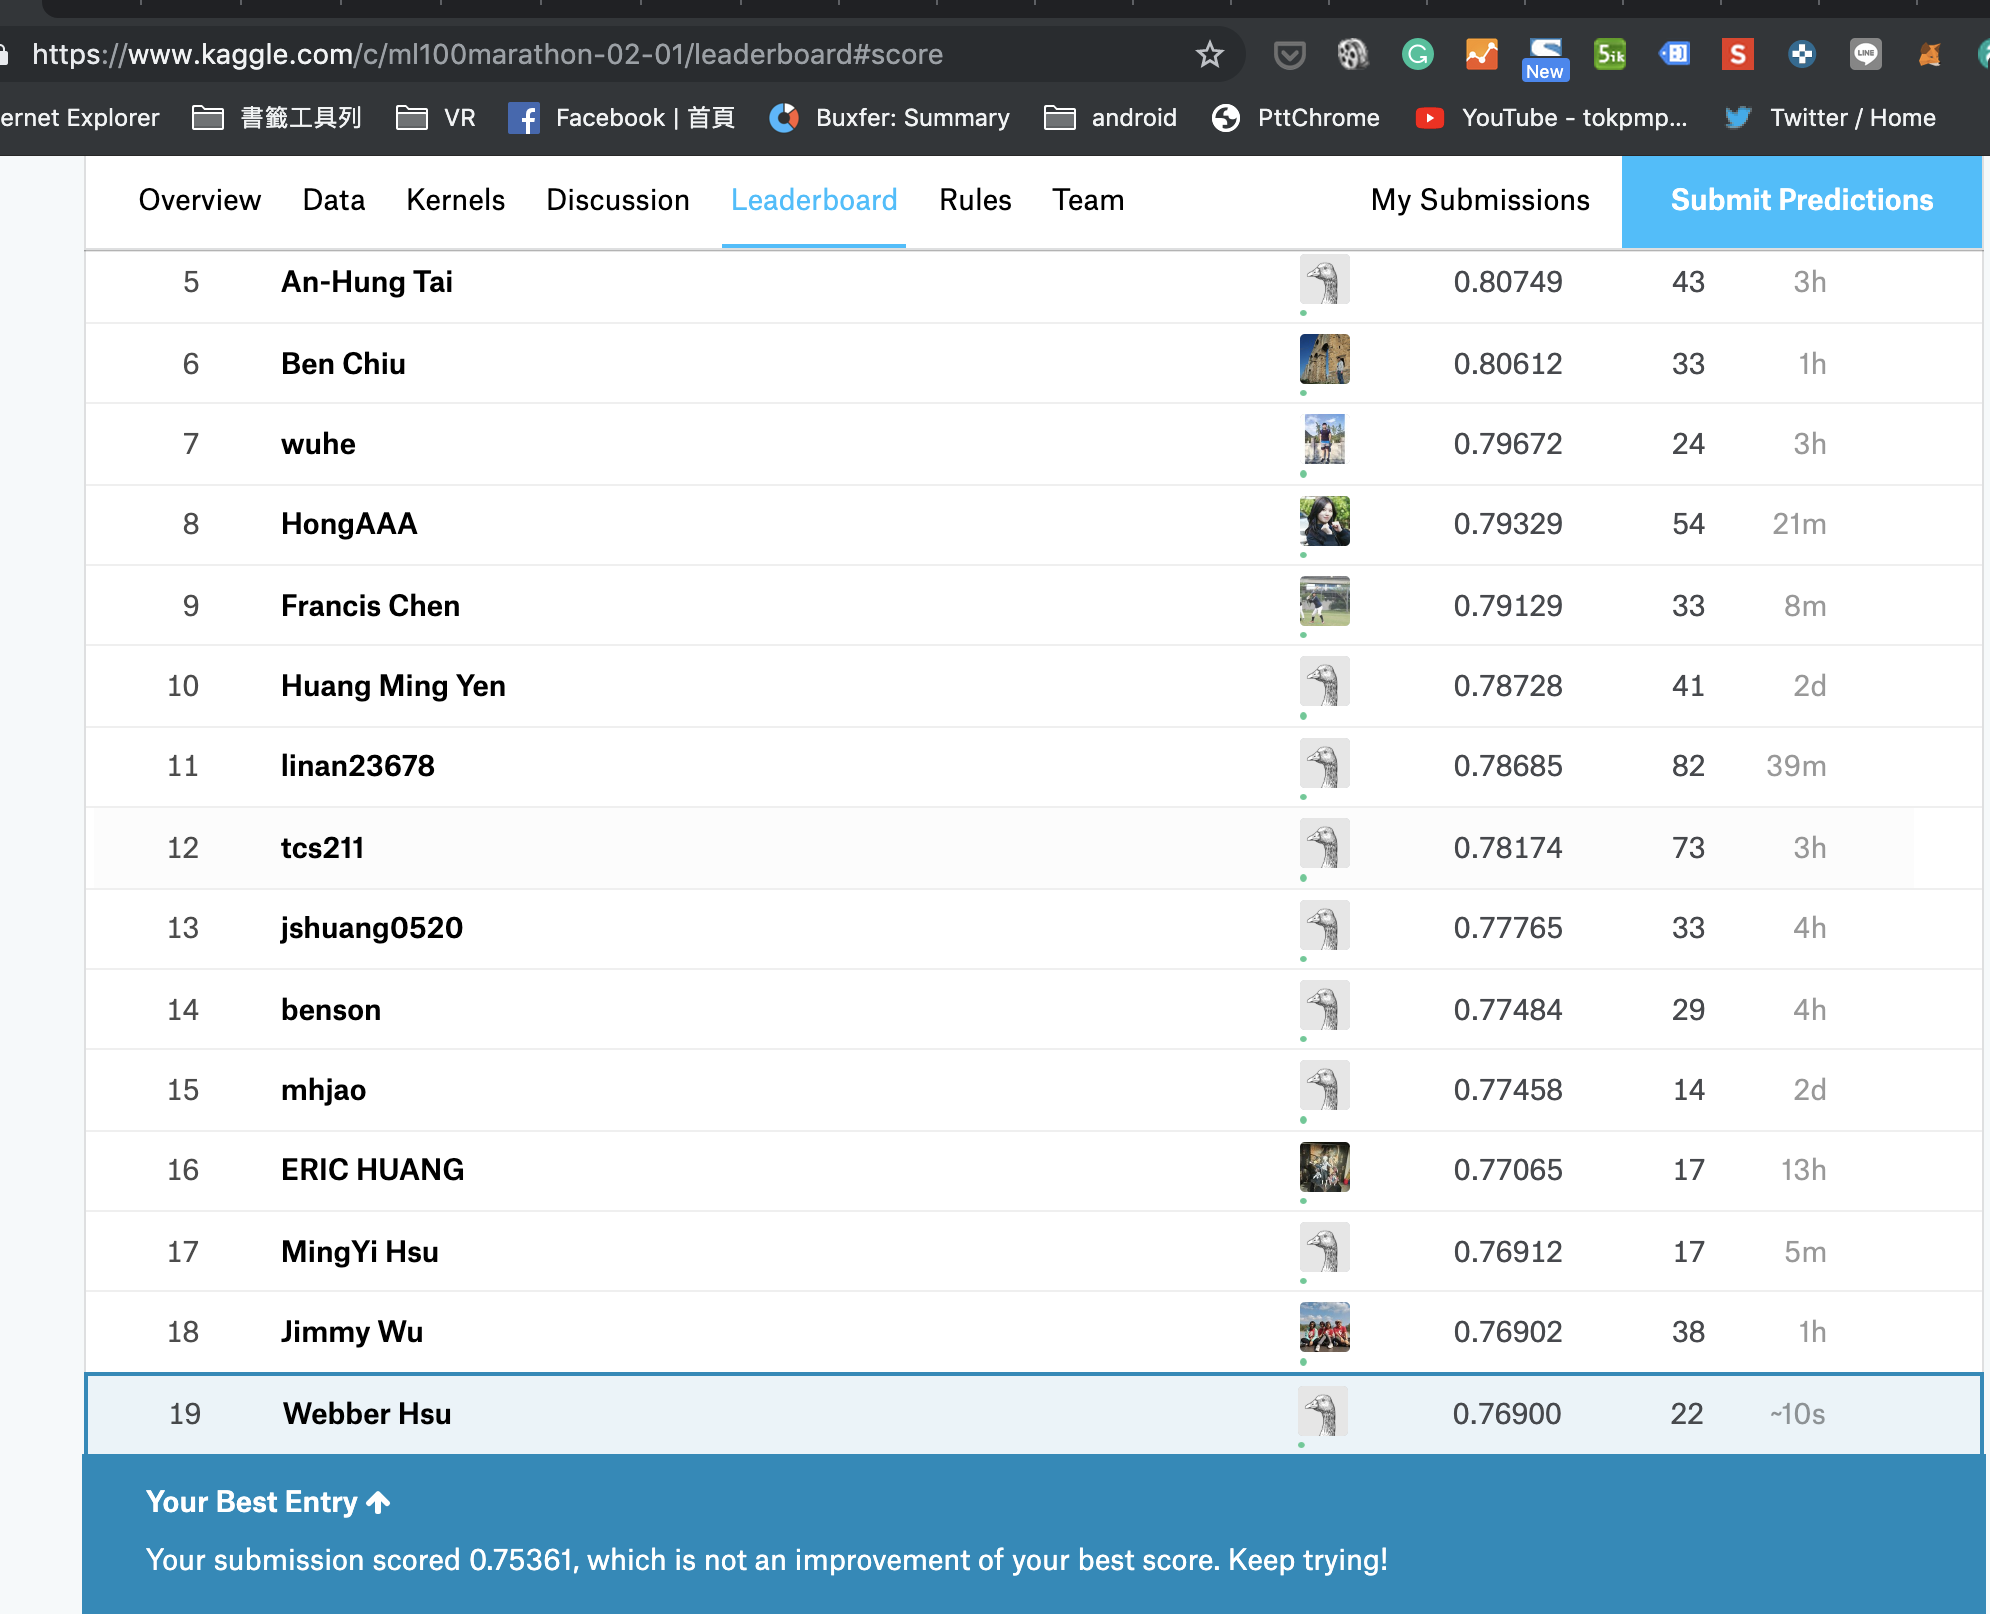 https://www.kaggle.com/c/ml100marathon-02-01/leaderboard#score
New
5ik
B
S
LINE
ernet Explorer 書籤工具列 VR Facebook | 首頁 Buxfer: Summary android PttChrome YouTube - tokpmp... Twitter / Home
Overview Data Kernels Discussion Leaderboard Rules Team My Submissions Submit Predictions
5 An-Hung Tai 0.80749 43 3h
6 Ben Chiu 0.80612 33 1h
7 wuhe 0.79672 24 3h
8 HongAAA 0.79329 54 21m
9 Francis Chen 0.79129 33 8m
10 Huang Ming Yen 0.78728 41 2d
11 linan23678 0.78685 82 39m
12 tcs211 0.78174 73 3h
13 jshuang0520 0.77765 33 4h
14 benson 0.77484 29 4h
15 mhjao 0.77458 14 2d
16 ERIC HUANG 0.77065 17 13h
17 MingYi Hsu 0.76912 17 5m
18 Jimmy Wu 0.76902 38 1h
19 Webber Hsu 0.76900 22 ~10s
Your Best Entry ↑
Your submission scored 0.75361, which is not an improvement of your best score. Keep trying!